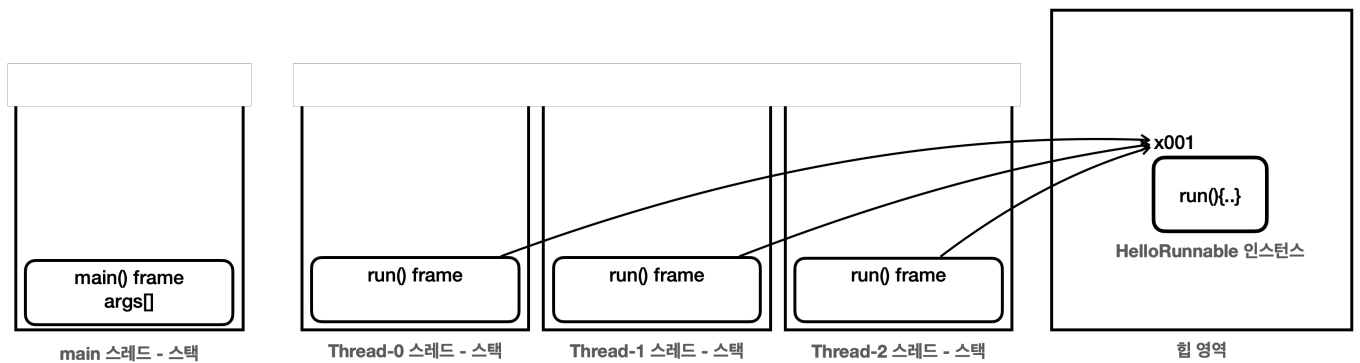 main() frame
args[]
main 스레드 - 스택
run() frame
Thread-0 스레드 - 스택
run() frame
Thread-1 스레드 - 스택
run() frame
Thread-2 스레드 - 스택
x001
run(){..}
HelloRunnable 인스턴스
힙 영역